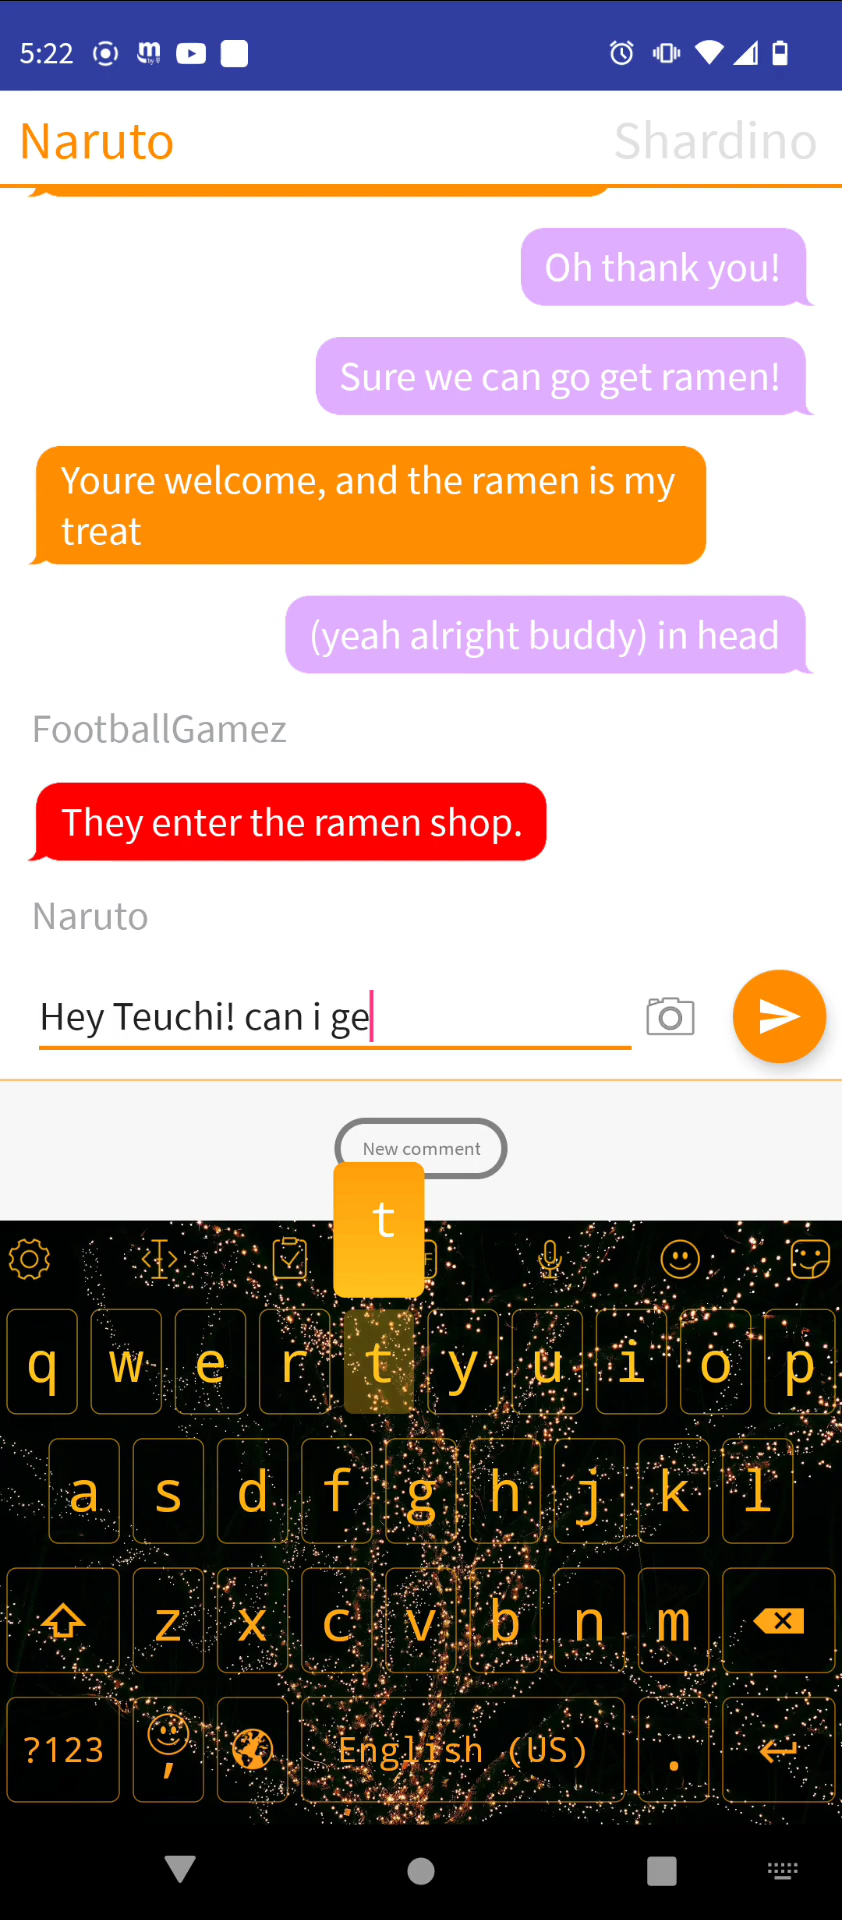 5:22
Naruto
Shardino
Oh thank you!
Sure we can go get ramen!
Youre welcome, and the ramen is my
treat
(yeah alright buddy) in head
FootballGamez
They enter the ramen shop.
Naruto
Hey Teuchi! can i ge
New comment
t
q w e r t y u i o p
a s d f g h j k l
z x c v b n m
?123 , English (US) .